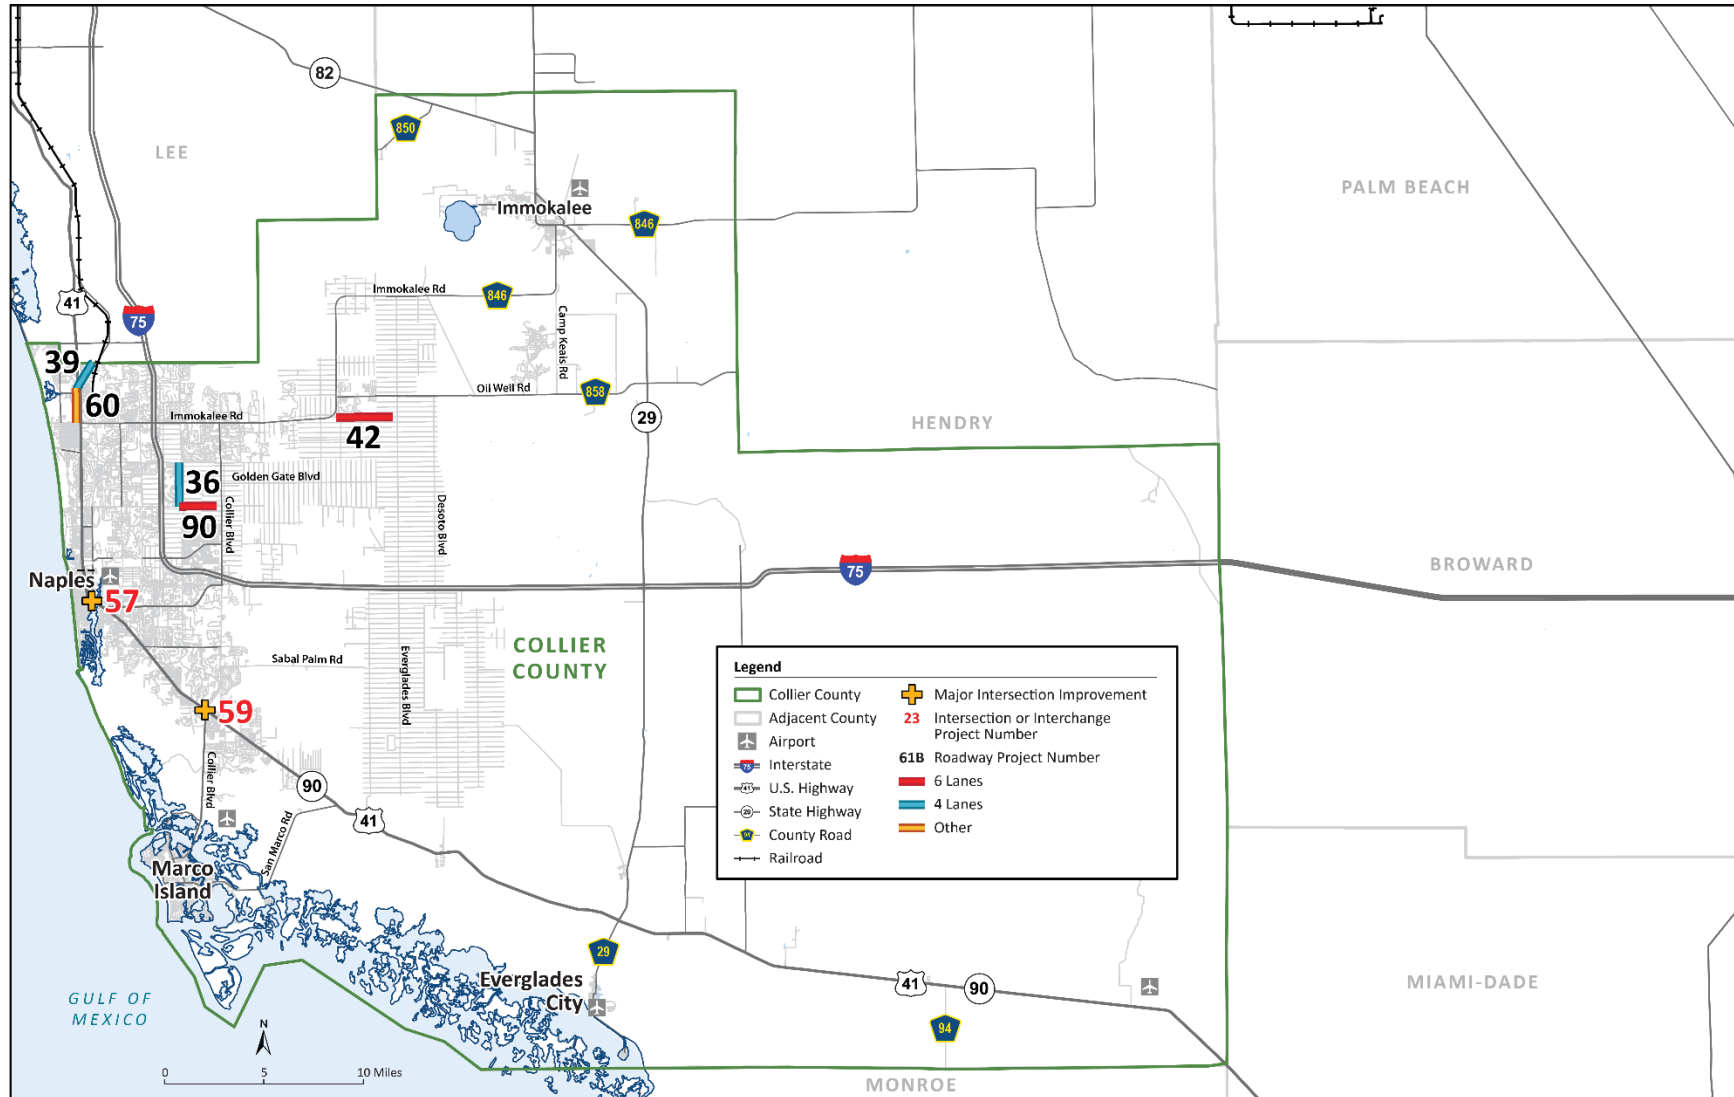 82
850
LEE
PALM BEACH
Immokalee
846
Immokalee Rd
846
41
75
Camp Keais Rd
39
Oil Well Rd
858
60
Immokalee Rd
42
29
HENDRY
36
Golden Gate Blvd
90
Collier Blvd
Desoto Blvd
75
BROWARD
Naples
57
COLLIER
COUNTY
Sabal Palm Rd
Everglades Blvd
59
Collier Blvd
90
41
San Marco Rd
Marco
Island
Legend
Collier County
Adjacent County
Airport
75
Interstate
41
U.S. Highway
29
State Highway
94
County Road
Railroad
Major Intersection Improvement
23
Intersection or Interchange
Project Number
61B
Roadway Project Number
6 Lanes
4 Lanes
Other
29
Everglades
City
41
90
94
MIAMI-DADE
GULF OF
MEXICO
N
0
5
10 Miles
MONROE